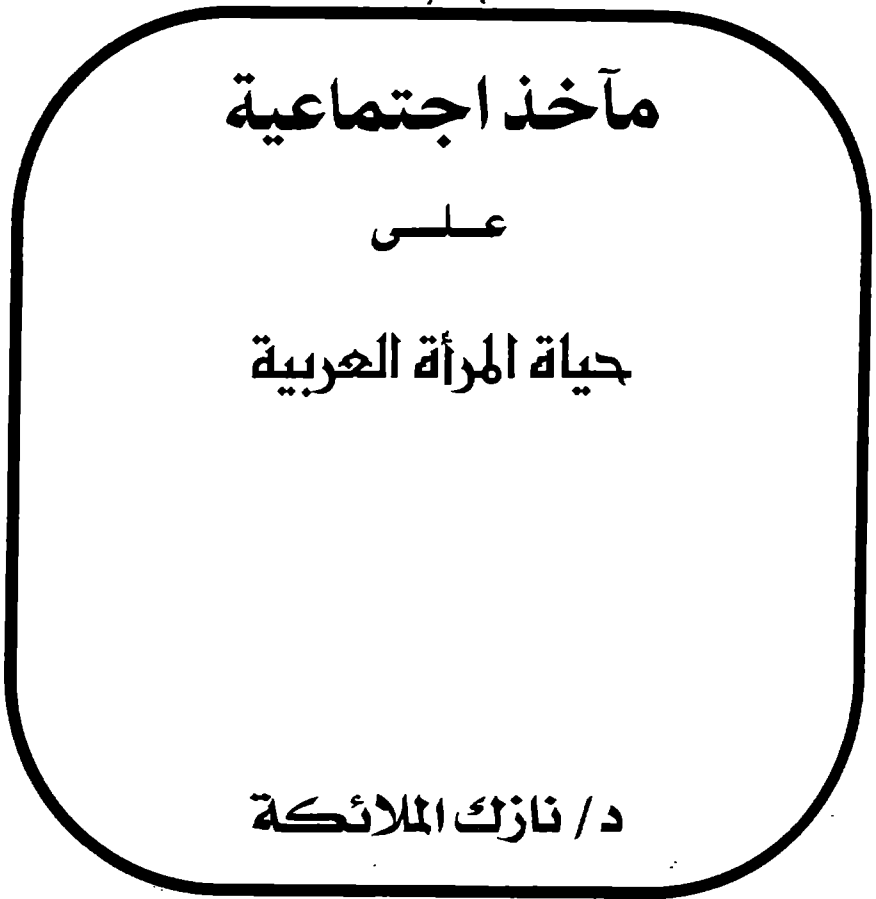 مآخذ اجتماعية
على
حياة المرأة العربية
د/ نازك الملائكة